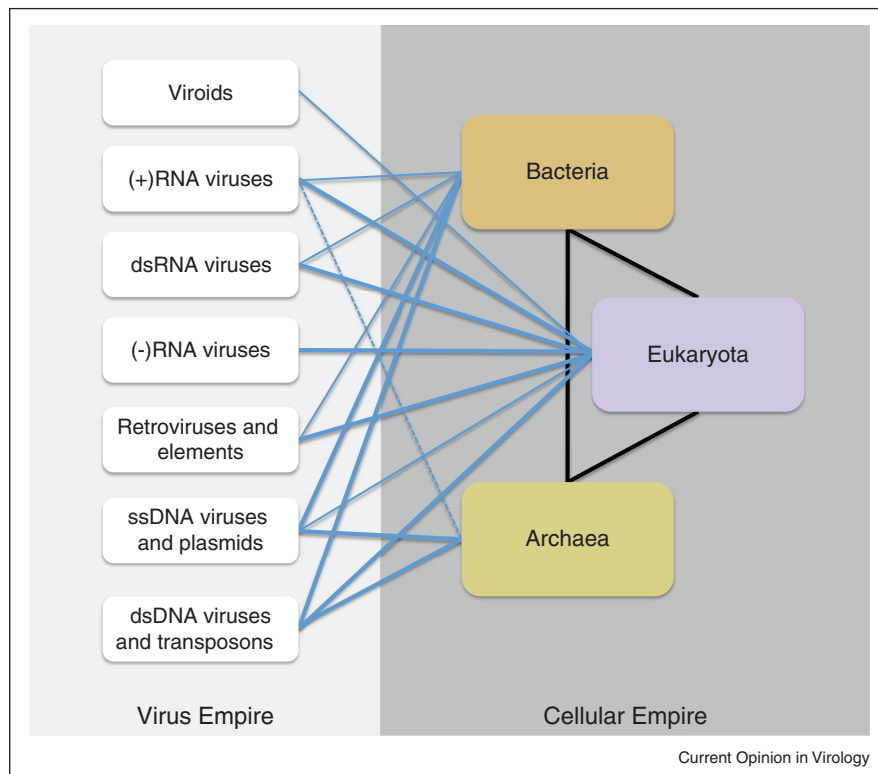 Viroids
(+)RNA viruses
dsRNA viruses
(-)RNA viruses
Retroviruses and
elements
ssDNA viruses
and plasmids
dsDNA viruses
and transposons
Virus Empire
Bacteria
Eukaryota
Archaea
Cellular Empire
Current Opinion in Virology